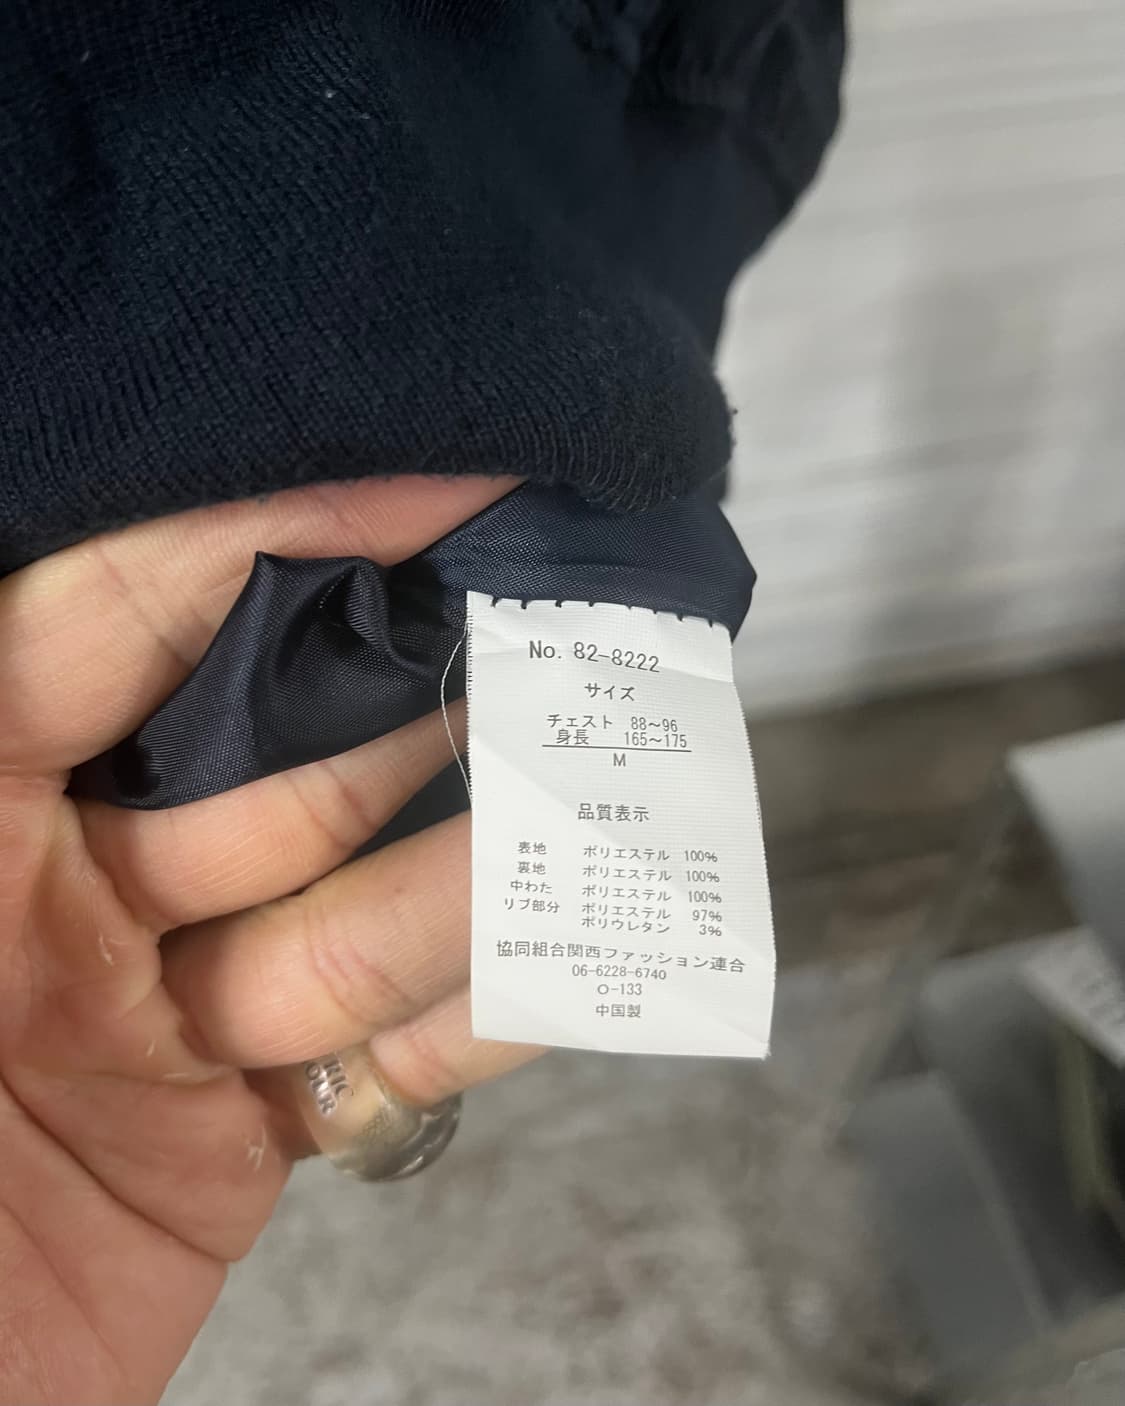 No. 82-8222
サイズ
チェスト 88～96
身長 165～175
M
品質表示
表地 ポリエステル 100%
裏地 ポリエステル 100%
中わた ポリエステル 100%
リブ部分 ポリエステル 97%
ポリウレタン 3%
協同組合関西ファッション連合
06-6228-6740
O-133
中国製
RIC
OUR